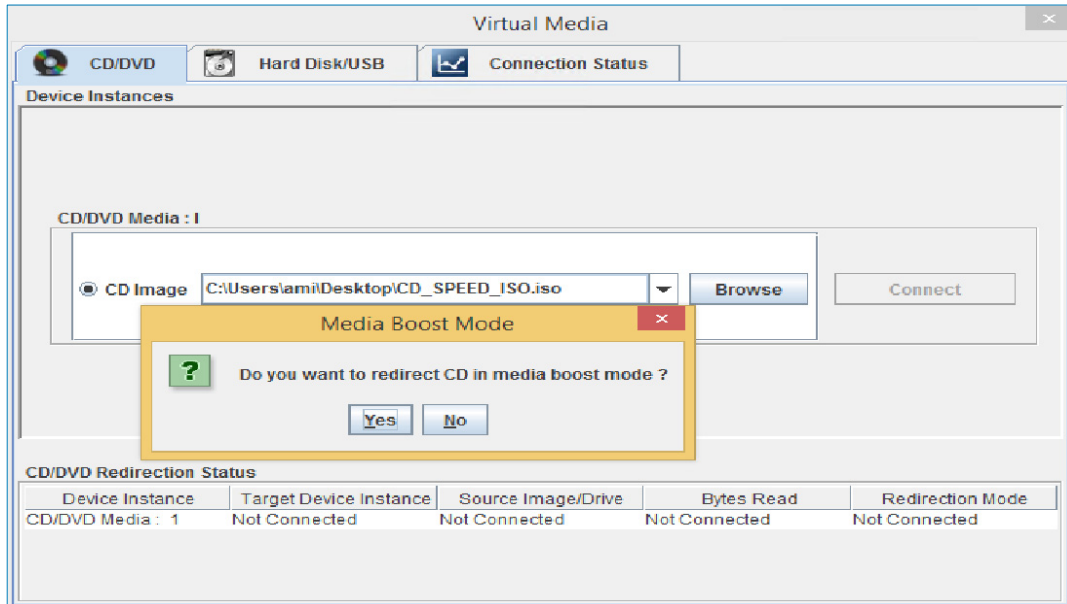 Virtual Media
CD/DVD Hard Disk/USB Connection Status
Device Instances
CD/DVD Media : I
CD Image C:\Users\ami\Desktop\CD_SPEED_ISO.iso Browse Connect
Media Boost Mode
Do you want to redirect CD in media boost mode ?
Yes No
CD/DVD Redirection Status
Device Instance Target Device Instance Source Image/Drive Bytes Read Redirection Mode
CD/DVD Media : 1 Not Connected Not Connected Not Connected Not Connected